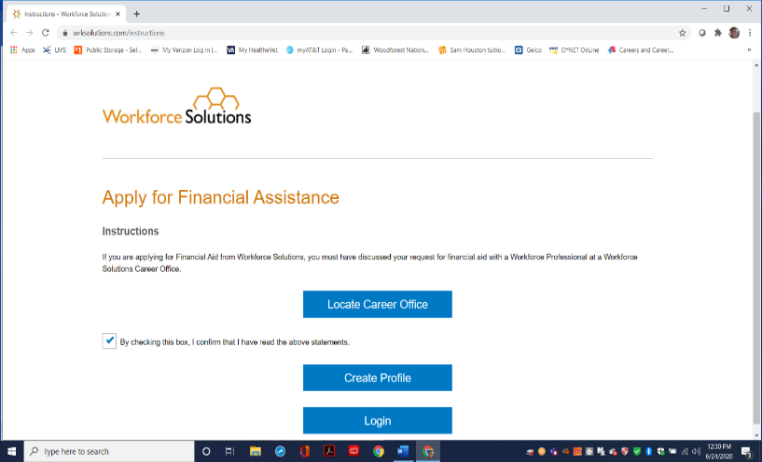 Instructions - Workforce Solution
erksolutions.com/instructions
Apps LMS Public Storage - Sel... My Verizon Log In |... VA My HealtheVet myAT&T Login - Pa... Woodforest Nation... Sam Houston tuitio... Geico O*NET OnLine Careers and Career...
Workforce Solutions
Apply for Financial Assistance
Instructions
If you are applying for Financial Aid from Workforce Solutions, you must have discussed your request for financial aid with a Workforce Professional at a Workforce
Solutions Career Office.
Locate Career Office
By checking this box, I confirm that I have read the above statements.
Create Profile
Login
Type here to search
12:30 PM
6/21/2020